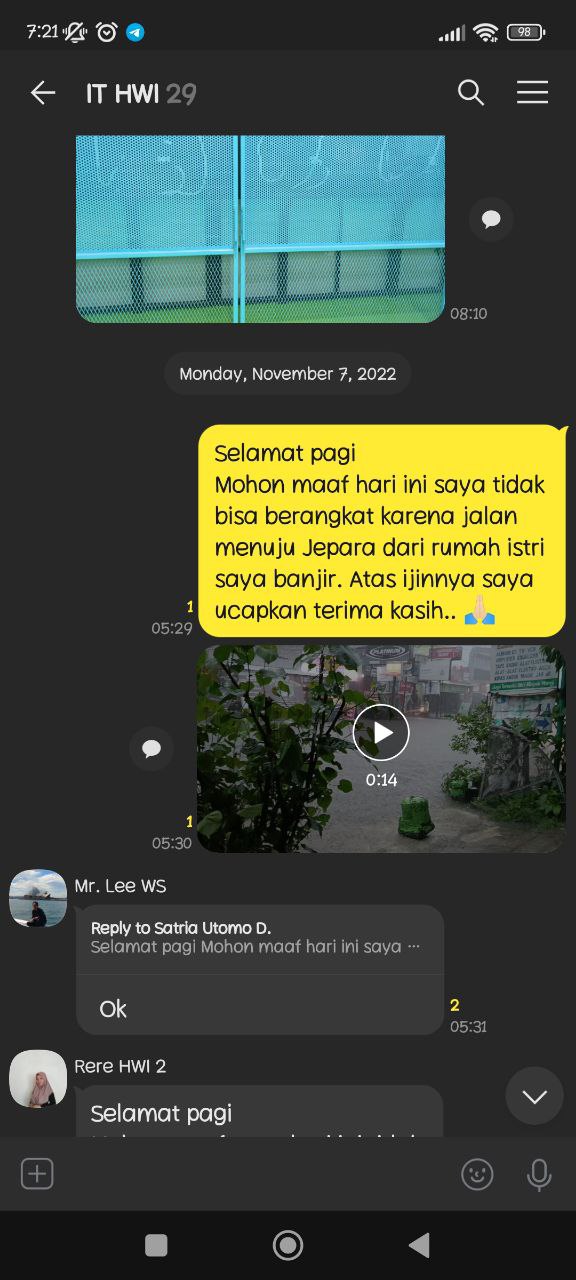 7:21
98
IT HWI 29
08:10
Monday, November 7, 2022
Selamat pagi
Mohon maaf hari ini saya tidak
bisa berangkat karena jalan
menuju Jepara dari rumah istri
saya banjir. Atas ijinnya saya
ucapkan terima kasih.. 🙏
1
05:29
PLATINUM
0:14
1
05:30
Mr. Lee WS
Reply to Satria Utomo D.
Selamat pagi Mohon maaf hari ini saya ...
Ok
2
05:31
Rere HWI 2
Selamat pagi